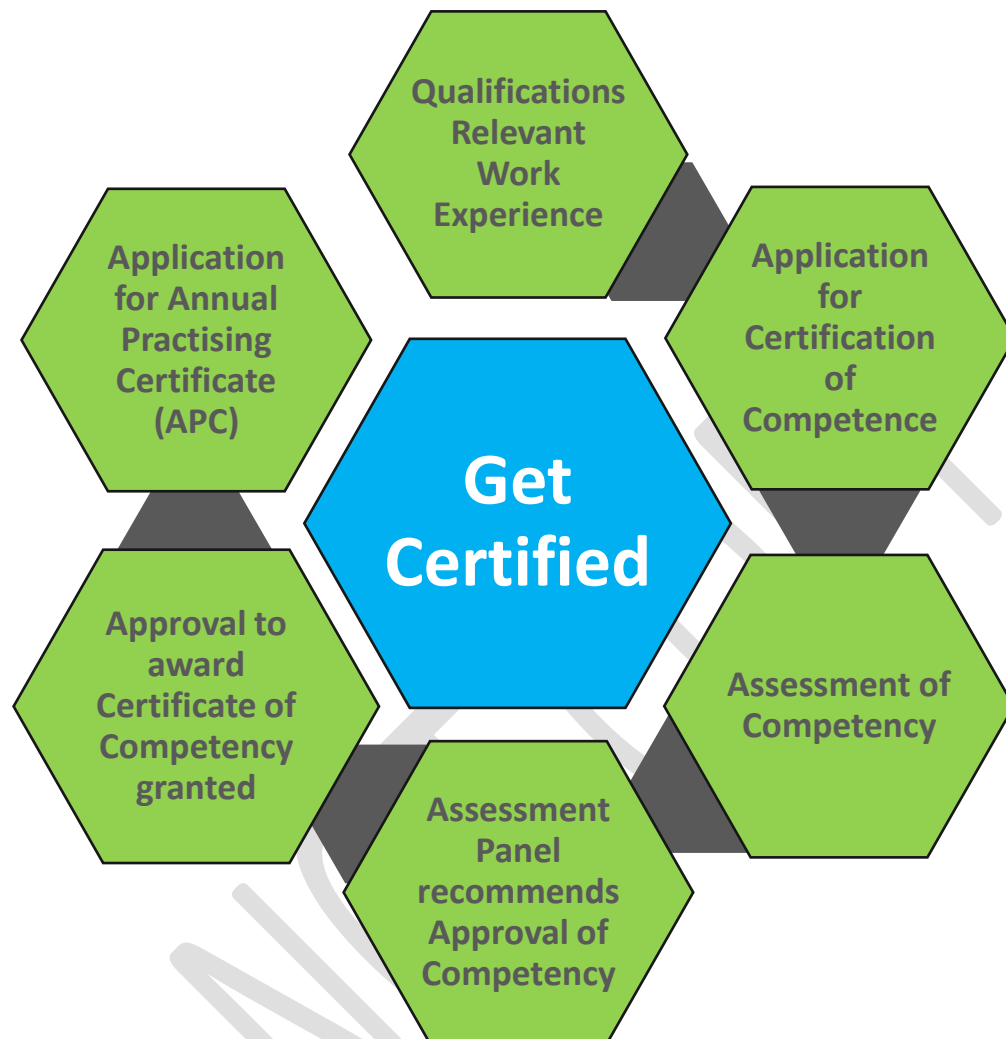 Qualifications
Relevant
Work
Experience
Application
for
Certification
of
Competence
Assessment of
Competency
Assessment
Panel
recommends
Approval of
Competency
Approval to
award
Certificate of
Competency
granted
Application
for Annual
Practising
Certificate
(APC)
Get
Certified